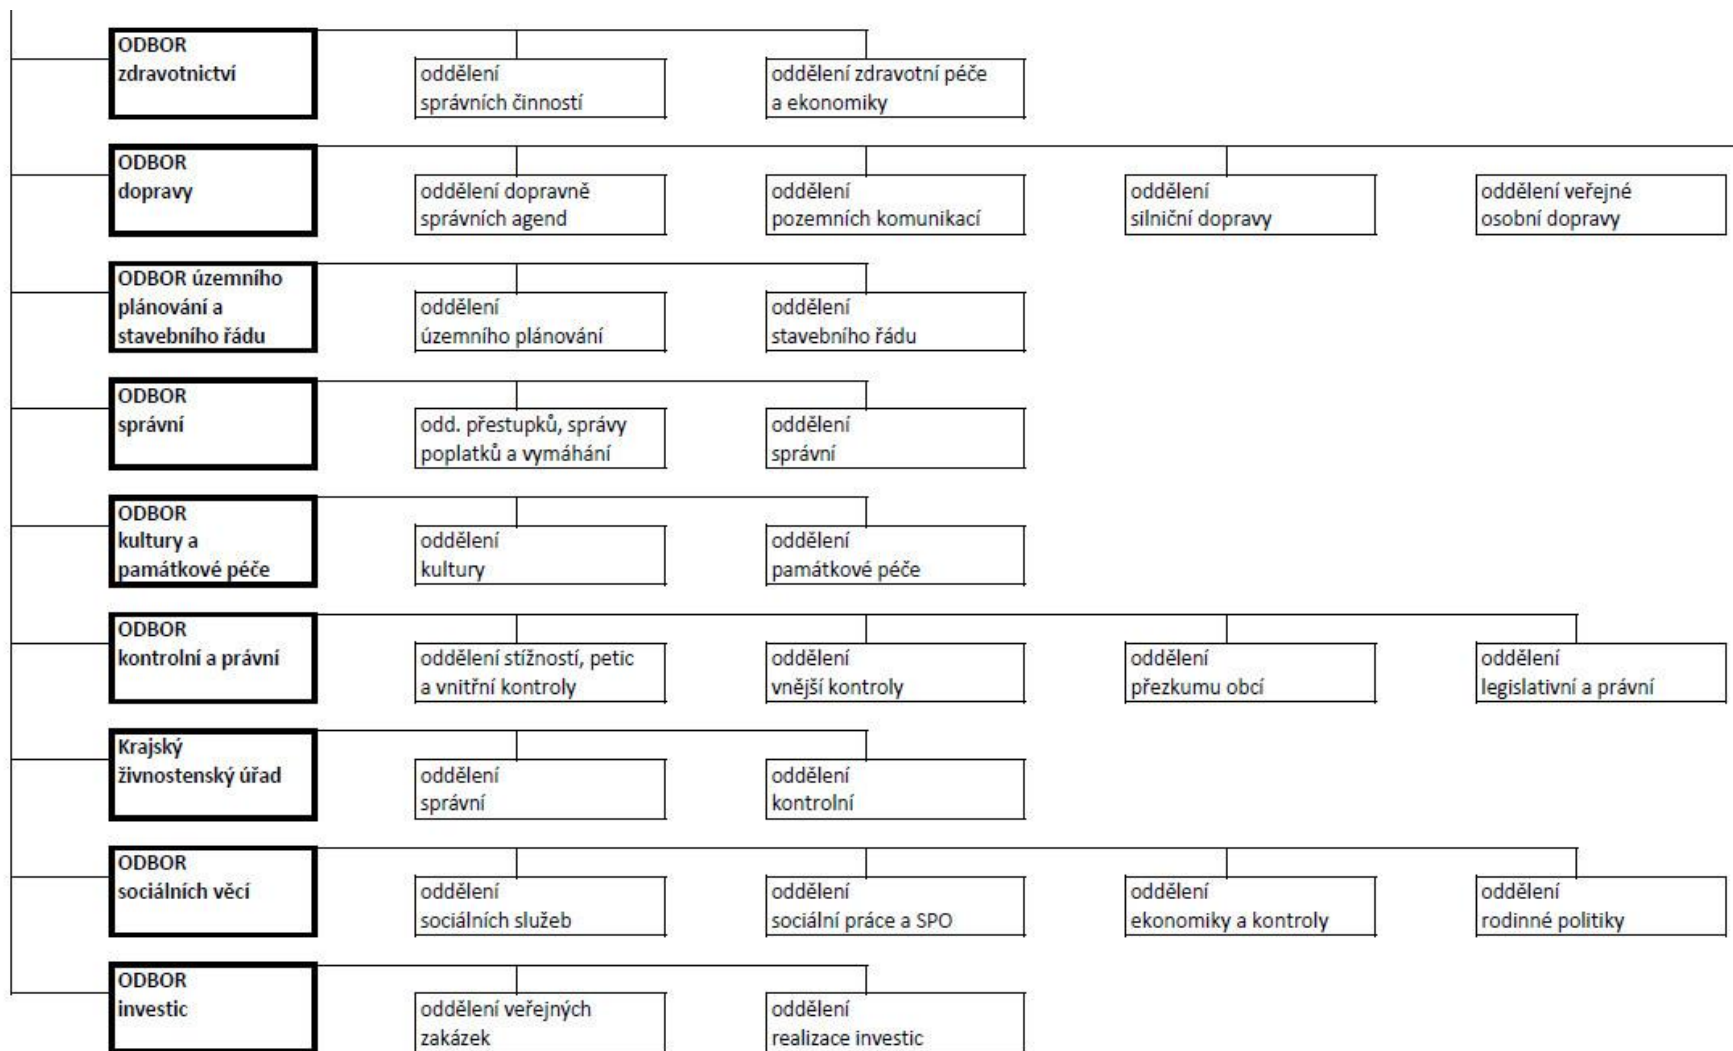 ODBOR
zdravotnictví
oddělení
správních činností
oddělení zdravotní péče
a ekonomiky
ODBOR
dopravy
oddělení dopravně
správních agend
oddělení
pozemních komunikací
oddělení
silniční dopravy
oddělení veřejné
osobní dopravy
ODBOR územního
plánování a
stavebního řádu
oddělení
územního plánování
oddělení
stavebního řádu
ODBOR
správní
odd. přestupků, správy
poplatků a vymáhání
oddělení
správní
ODBOR
kultury a
památkové péče
oddělení
kultury
oddělení
památkové péče
ODBOR
kontrolní a právní
oddělení stížností, petic
a vnitřní kontroly
oddělení
vnější kontroly
oddělení
přezkumu obcí
oddělení
legislativní a právní
Krajský
živnostenský úřad
oddělení
správní
oddělení
kontrolní
ODBOR
sociálních věcí
oddělení
sociálních služeb
oddělení
sociální práce a SPO
oddělení
ekonomiky a kontroly
oddělení
rodinné politiky
ODBOR
investic
oddělení veřejných
zakázek
oddělení
realizace investic